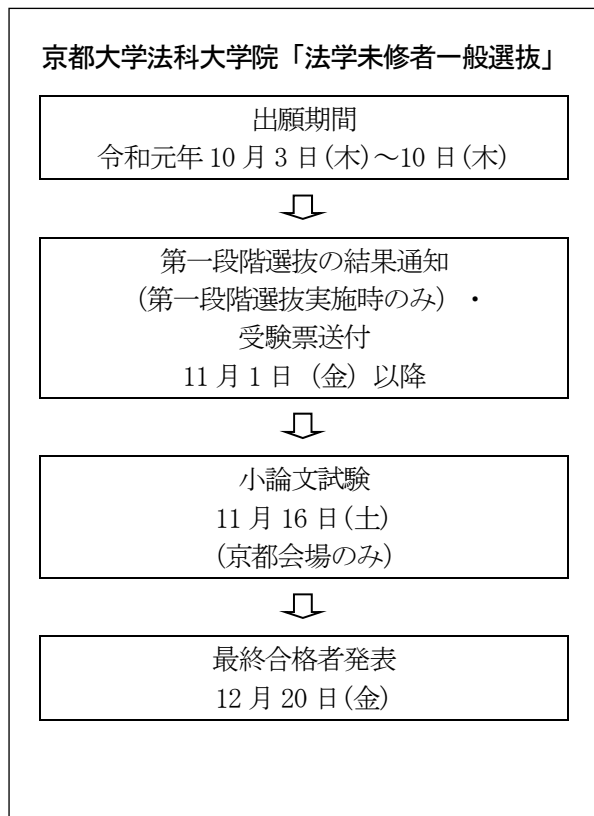 京都大学法科大学院「法学未修者一般選抜」
出願期間
令和元年 10 月 3 日(木)～10 日(木)
第一段階選抜の結果通知
(第一段階選抜実施時のみ)・
受験票送付
11 月 1 日（金）以降
小論文試験
11 月 16 日(土)
(京都会場のみ)
最終合格者発表
12 月 20 日(金)